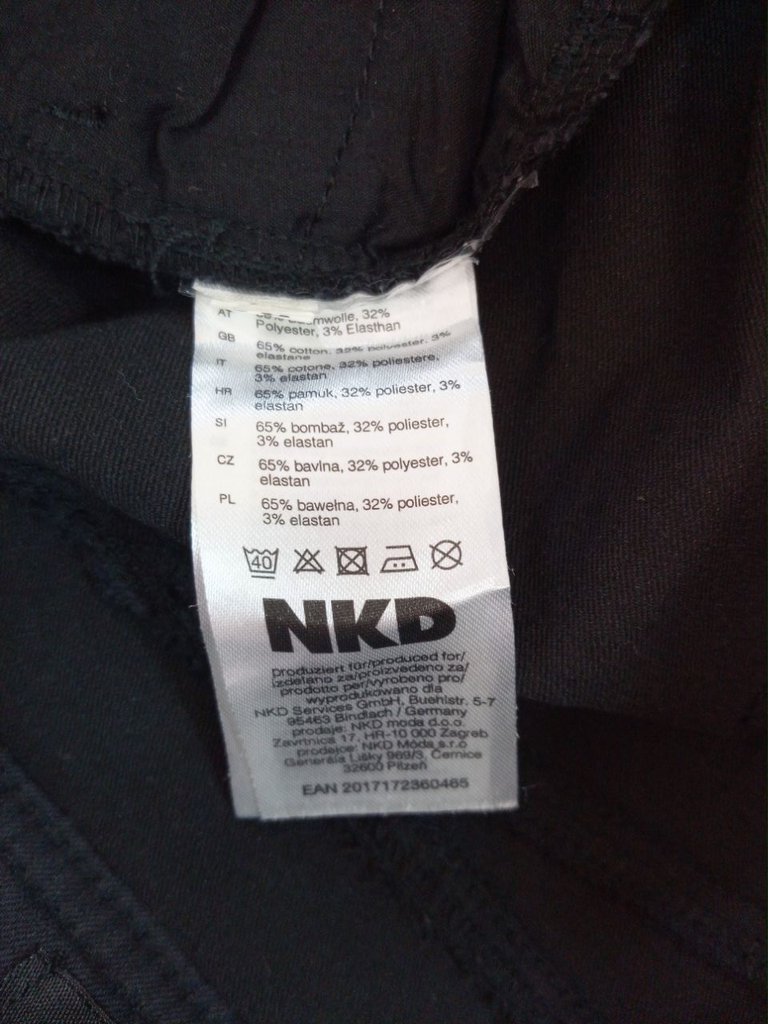 AT
mwolle, 32%
Polyester, 3% Elasthan
GB 65% cotton, 32% polyester, 3%
elastane
IT 65% cotone, 32% poliestere,
3% elastan
HR 65% pamuk, 32% poliester, 3%
elastan
SI 65% bombaž, 32% poliester,
3% elastan
CZ 65% bavlna, 32% polyester, 3%
elastan
PL 65% bawełna, 32% poliester,
3% elastan
40
NKD
produziert für/produced for/
izdelano za/proizvedeno za/
prodotto per/vyrobeno pro/
wyprodukowano dla
NKD Services GmbH, Buehlstr. 5-7
95463 Bindlach / Germany
prodaje: NKD moda d.o.o.
Zavrtnica 17, HR-10 000 Zagreb
prodejce: NKD Móda s.r.o
Generála Lišky 969/3, Černice
32600 Plzeň
EAN 2017172360465